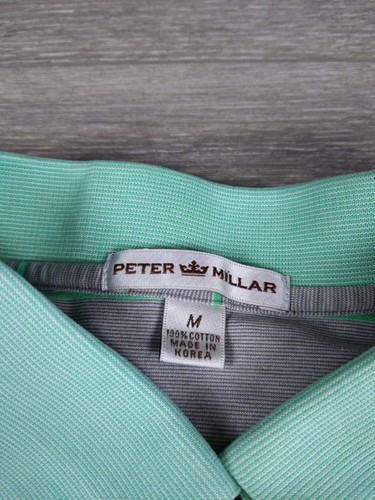 PETER MILLAR
M
100% COTTON
MADE IN
KOREA